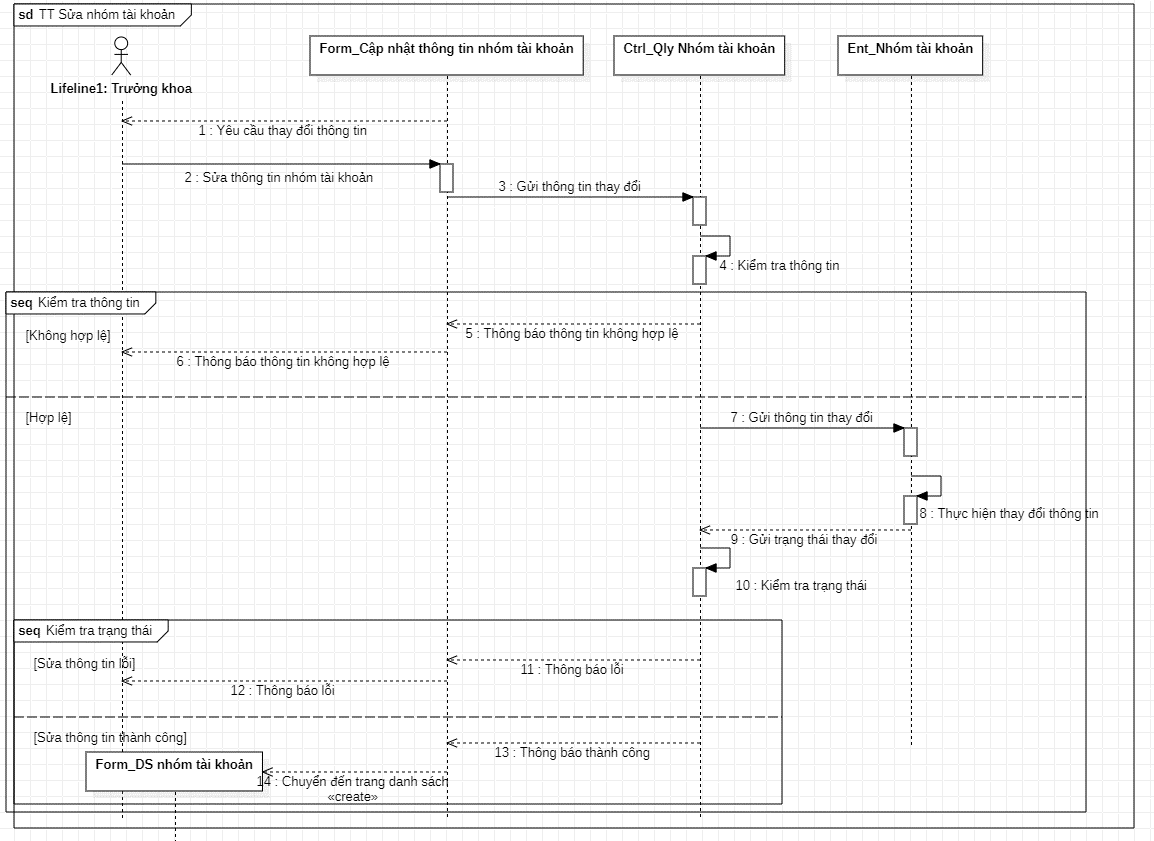 sd TT Sửa nhóm tài khoản
Form_Cập nhật thông tin nhóm tài khoản
Ctrl_Qly Nhóm tài khoản
Ent_Nhóm tài khoản
Lifeline1: Trưởng khoa
1 : Yêu cầu thay đổi thông tin
2 : Sửa thông tin nhóm tài khoản
3 : Gửi thông tin thay đổi
4 : Kiểm tra thông tin
seq Kiểm tra thông tin
[Không hợp lệ]
5 : Thông báo thông tin không hợp lệ
6 : Thông báo thông tin không hợp lệ
[Hợp lệ]
7 : Gửi thông tin thay đổi
8 : Thực hiện thay đổi thông tin
9 : Gửi trạng thái thay đổi
10 : Kiểm tra trạng thái
seq Kiểm tra trạng thái
[Sửa thông tin lỗi]
11 : Thông báo lỗi
12 : Thông báo lỗi
[Sửa thông tin thành công]
13 : Thông báo thành công
Form_DS nhóm tài khoản
14 : Chuyển đến trang danh sách
«create»